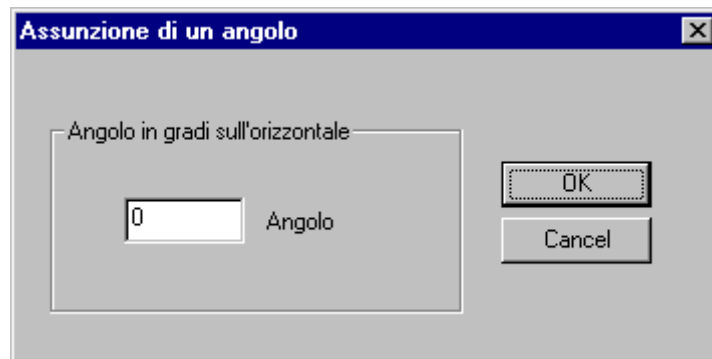 Assunzione di un angolo
Angolo in gradi sull'orizzontale
0 Angolo
OK
Cancel